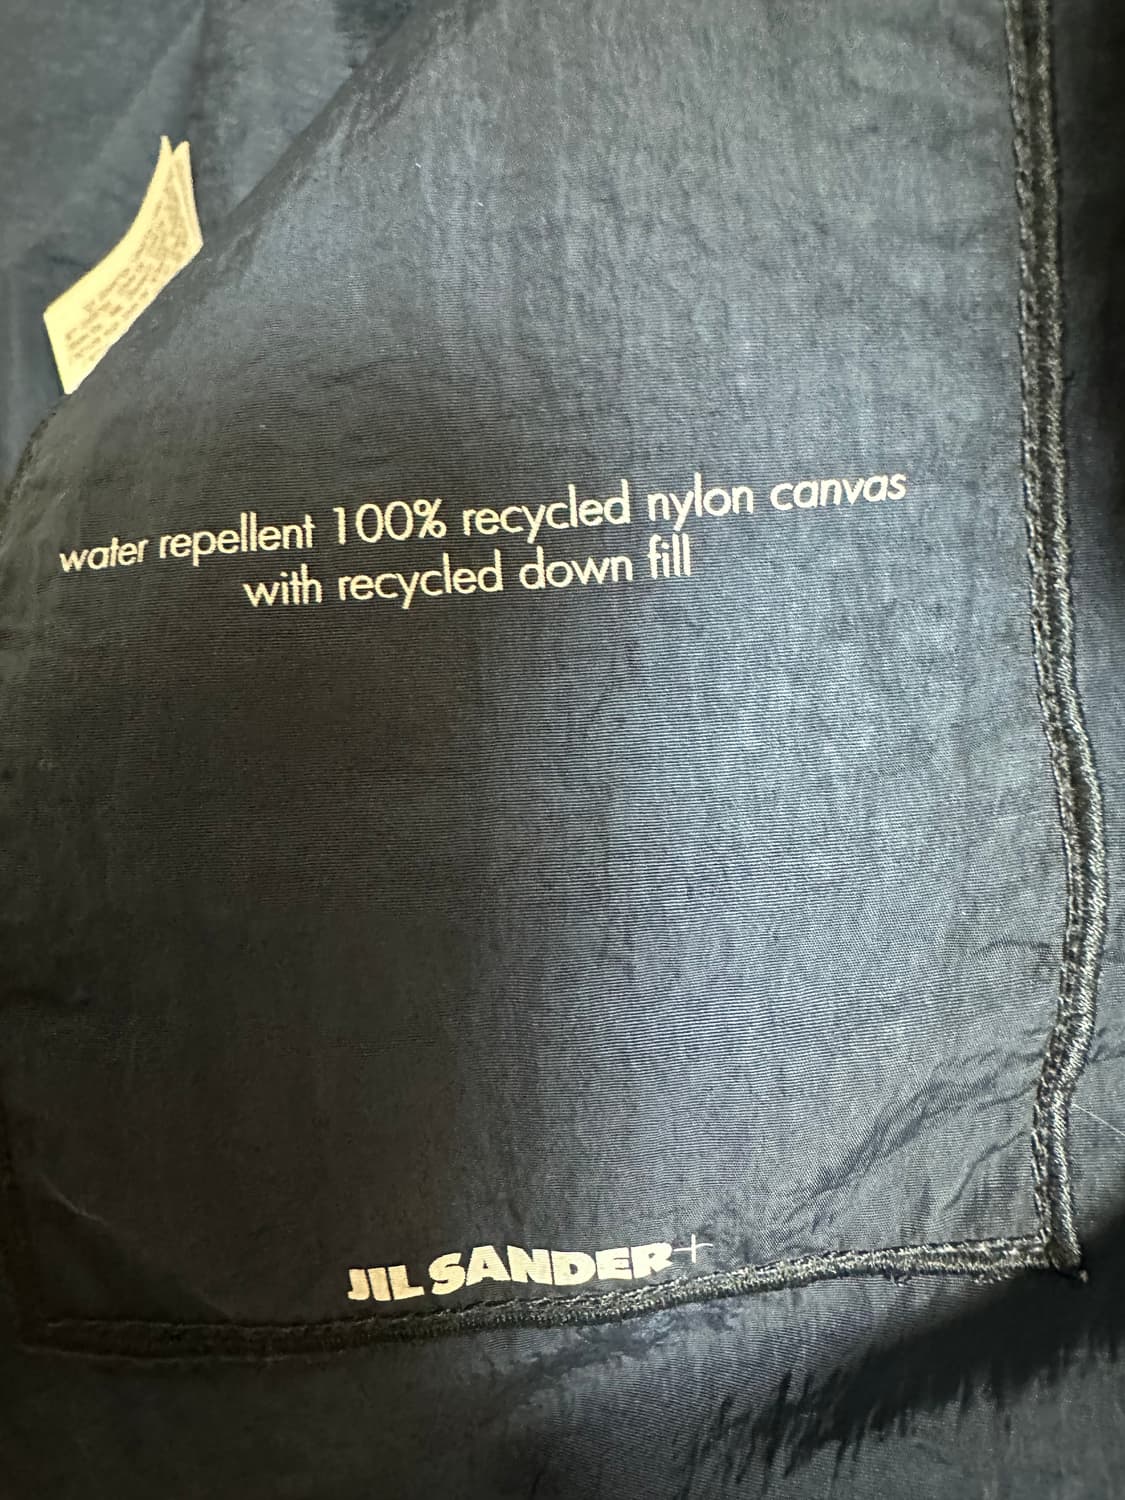 water repellent 100% recycled nylon canvas
with recycled down fill
JIL SANDER+